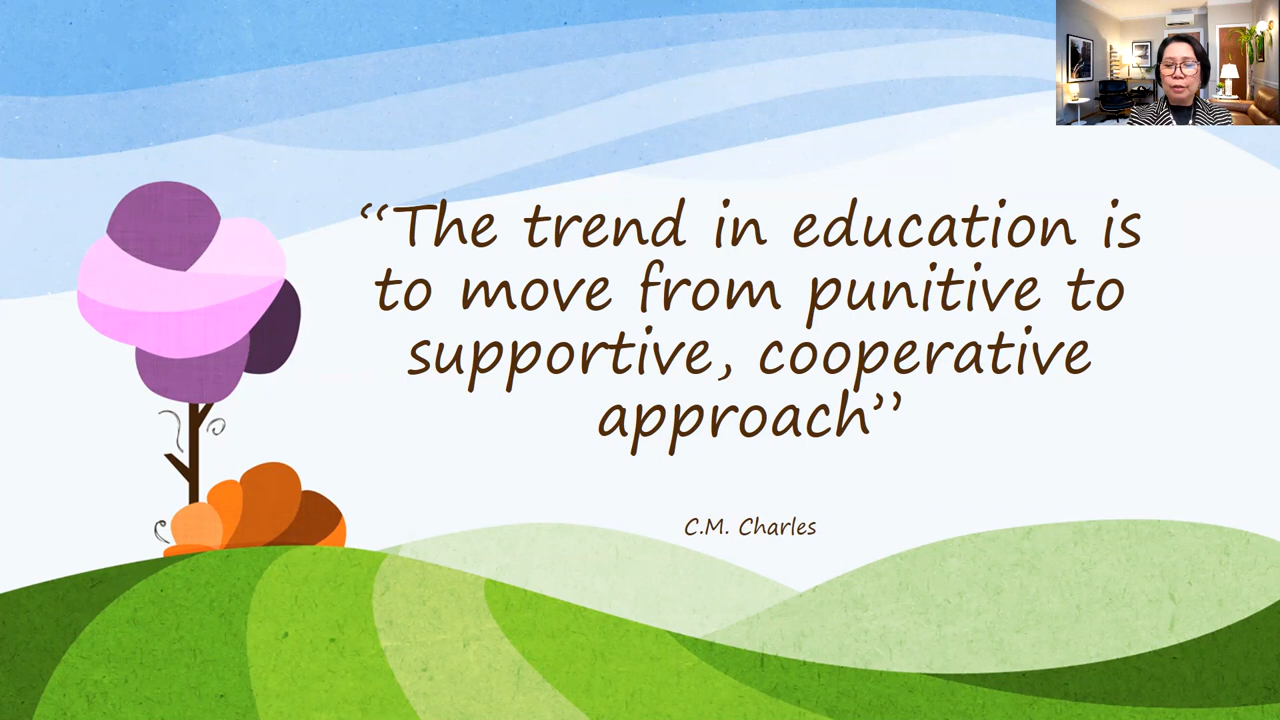 “The trend in education is
to move from punitive to
supportive, cooperative
approach”
C.M. Charles